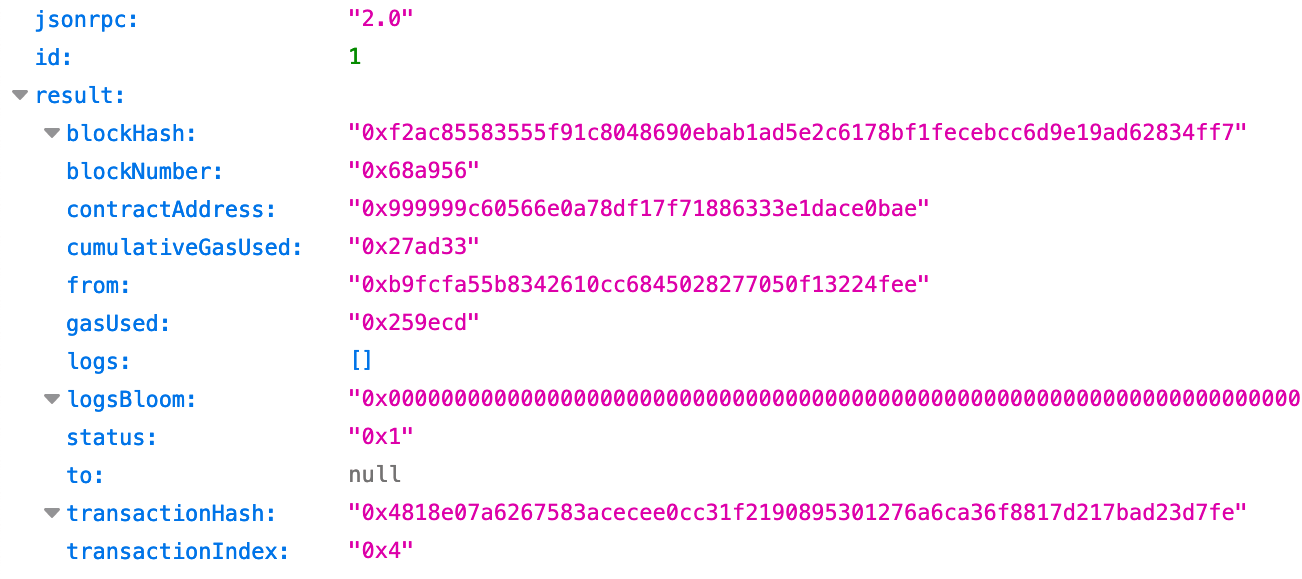 jsonrpc: "2.0"
id: 1
result:
blockHash: "0xf2ac85583555f91c8048690ebab1ad5e2c6178bf1fecebcc6d9e19ad62834ff7"
blockNumber: "0x68a956"
contractAddress: "0x999999c60566e0a78df17f71886333e1dace0bae"
cumulativeGasUsed: "0x27ad33"
from: "0xb9fcfa55b8342610cc6845028277050f13224fee"
gasUsed: "0x259ecd"
logs: []
logsBloom: "0x00000000000000000000000000000000000000000000000000000000000000000000000
status: "0x1"
to: null
transactionHash: "0x4818e07a6267583acecee0cc31f2190895301276a6ca36f8817d217bad23d7fe"
transactionIndex: "0x4"